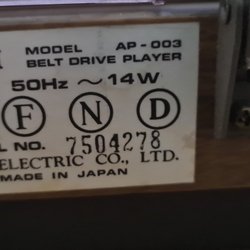 MODEL AP-003
BELT DRIVE PLAYER
50Hz ~ 14W
F N D
L NO. 7504278
ELECTRIC CO., LTD.
MADE IN JAPAN